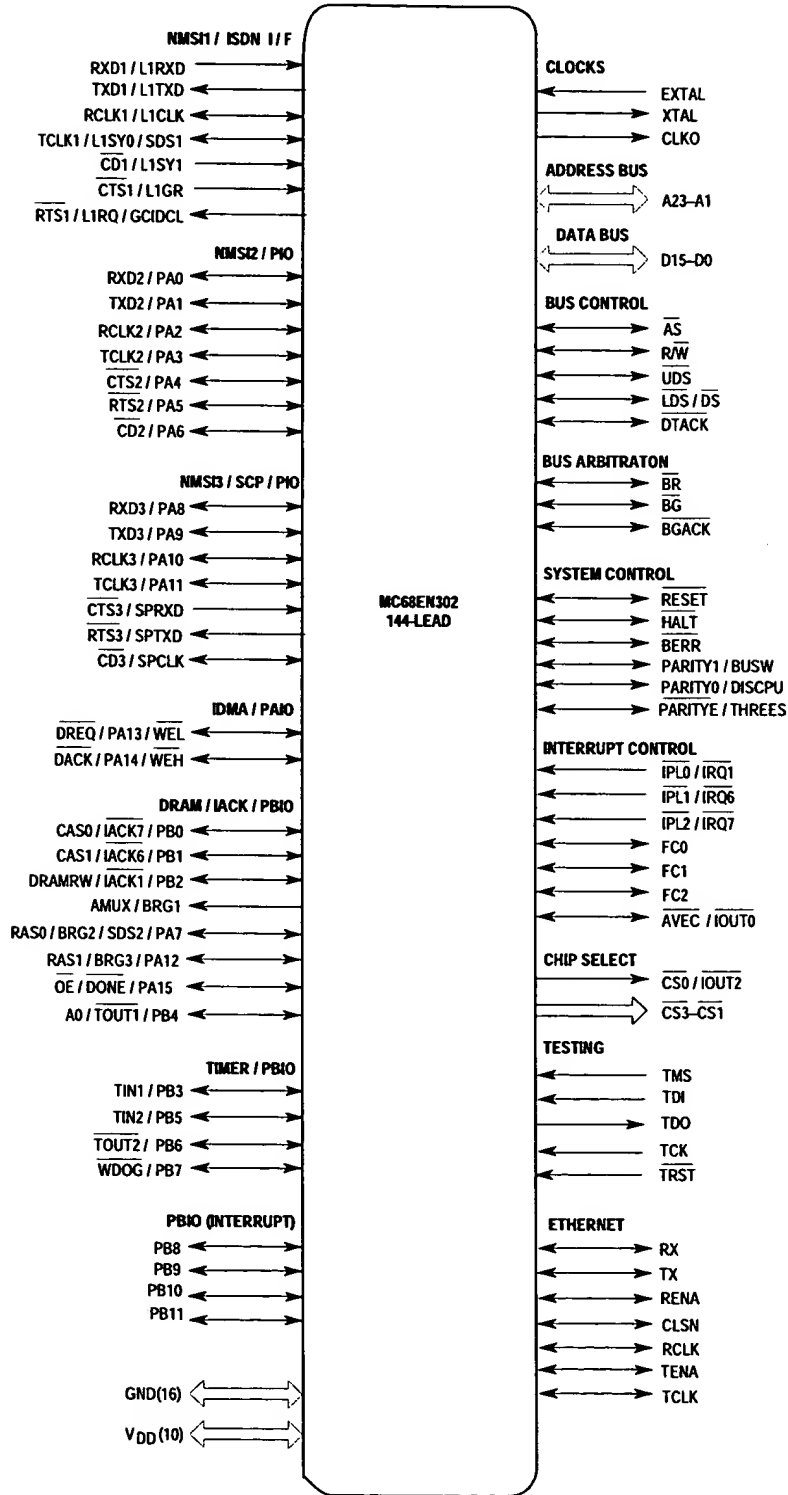 NMSI1 / ISDN I/F
RXD1 / L1RXD
TXD1 / L1TXD
RCLK1 / L1CLK
TCLK1 / L1SY0 / SDS1
CD1 / L1SY1
CTS1 / L1GR
RTS1 / L1RQ / GCIDCL
NMSI2 / PIO
RXD2 / PA0
TXD2 / PA1
RCLK2 / PA2
TCLK2 / PA3
CTS2 / PA4
RTS2 / PA5
CD2 / PA6
NMSI3 / SCP / PIO
RXD3 / PA8
TXD3 / PA9
RCLK3 / PA10
TCLK3 / PA11
CTS3 / SPRXD
RTS3 / SPTXD
CD3 / SPCLK
IDMA / PAIO
DREQ / PA13 / WEL
DACK / PA14 / WEH
DRAM / IACK / PBIO
CAS0 / IACK7 / PB0
CAS1 / IACK6 / PB1
DRAMRW / IACK1 / PB2
AMUX / BRG1
RAS0 / BRG2 / SDS2 / PA7
RAS1 / BRG3 / PA12
OE / DONE / PA15
A0 / TOUT1 / PB4
TIMER / PBIO
TIN1 / PB3
TIN2 / PB5
TOUT2 / PB6
WDOG / PB7
PBIO (INTERRUPT)
PB8
PB9
PB10
PB11
GND(16)
VDD(10)
MC68EN302
144-LEAD
CLOCKS
EXTAL
XTAL
CLKO
ADDRESS BUS
A23–A1
DATA BUS
D15–D0
BUS CONTROL
AS
R/W
UDS
LDS / DS
DTACK
BUS ARBITRATON
BR
BG
BGACK
SYSTEM CONTROL
RESET
HALT
BERR
PARITY1 / BUSW
PARITY0 / DISCPU
PARITYE / THREES
INTERRUPT CONTROL
IPL0 / IRQ1
IPL1 / IRQ6
IPL2 / IRQ7
FC0
FC1
FC2
AVEC / IOUT0
CHIP SELECT
CS0 / IOUT2
CS3–CS1
TESTING
TMS
TDI
TDO
TCK
TRST
ETHERNET
RX
TX
RENA
CLSN
RCLK
TENA
TCLK